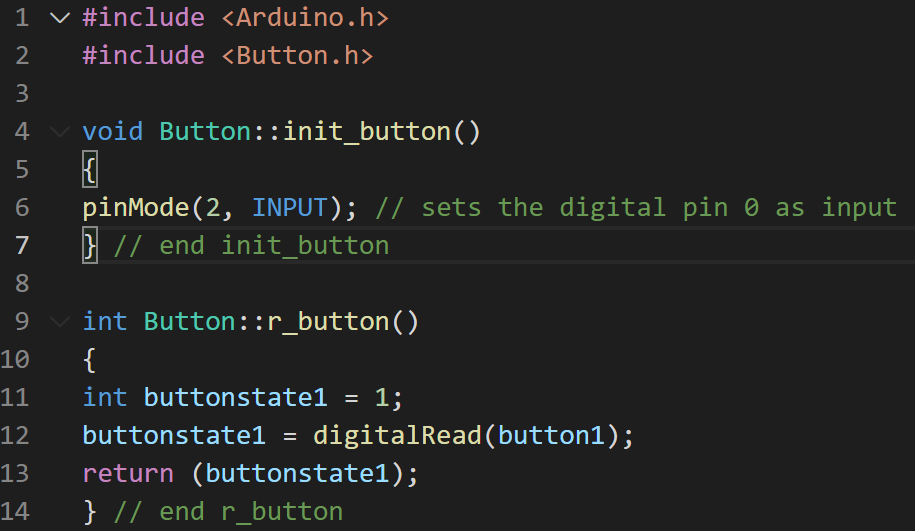 1 #include <Arduino.h>
2 #include <Button.h>
3
4 void Button::init_button()
5 {
6 pinMode(2, INPUT); // sets the digital pin 0 as input
7 } // end init_button
8
9 int Button::r_button()
10 {
11 int buttonstate1 = 1;
12 buttonstate1 = digitalRead(button1);
13 return (buttonstate1);
14 } // end r_button